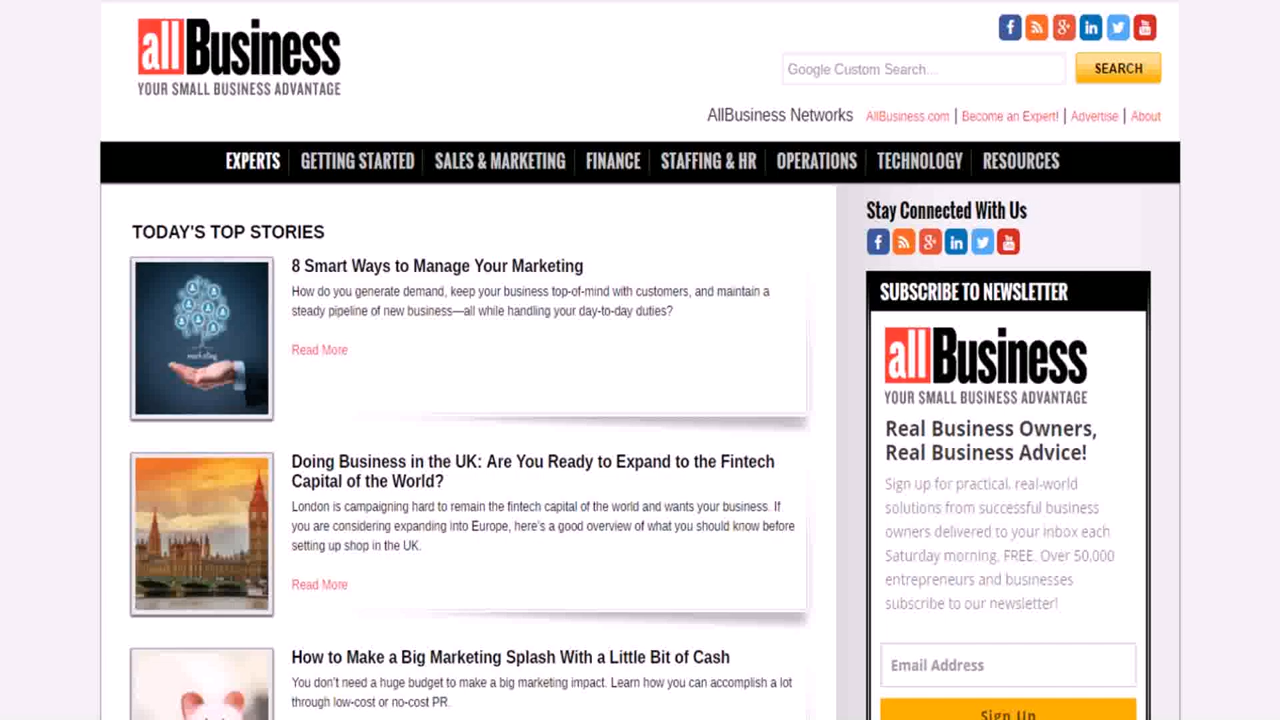 allBusiness
YOUR SMALL BUSINESS ADVANTAGE
Google Custom Search...
SEARCH
AllBusiness Networks AllBusiness.com | Become an Expert! | Advertise | About
EXPERTS GETTING STARTED SALES & MARKETING FINANCE STAFFING & HR OPERATIONS TECHNOLOGY RESOURCES
TODAY'S TOP STORIES
8 Smart Ways to Manage Your Marketing
How do you generate demand, keep your business top-of-mind with customers, and maintain a
steady pipeline of new business—all while handling your day-to-day duties?
Read More
marketing
Doing Business in the UK: Are You Ready to Expand to the Fintech
Capital of the World?
London is campaigning hard to remain the fintech capital of the world and wants your business. If
you are considering expanding into Europe, here's a good overview of what you should know before
setting up shop in the UK.
Read More
How to Make a Big Marketing Splash With a Little Bit of Cash
You don't need a huge budget to make a big marketing impact. Learn how you can accomplish a lot
through low-cost or no-cost PR.
Stay Connected With Us
SUBSCRIBE TO NEWSLETTER
allBusiness
YOUR SMALL BUSINESS ADVANTAGE
Real Business Owners,
Real Business Advice!
Sign up for practical, real-world
solutions from successful business
owners delivered to your inbox each
Saturday morning, FREE. Over 50,000
entrepreneurs and businesses
subscribe to our newsletter!
Email Address
Sign Up